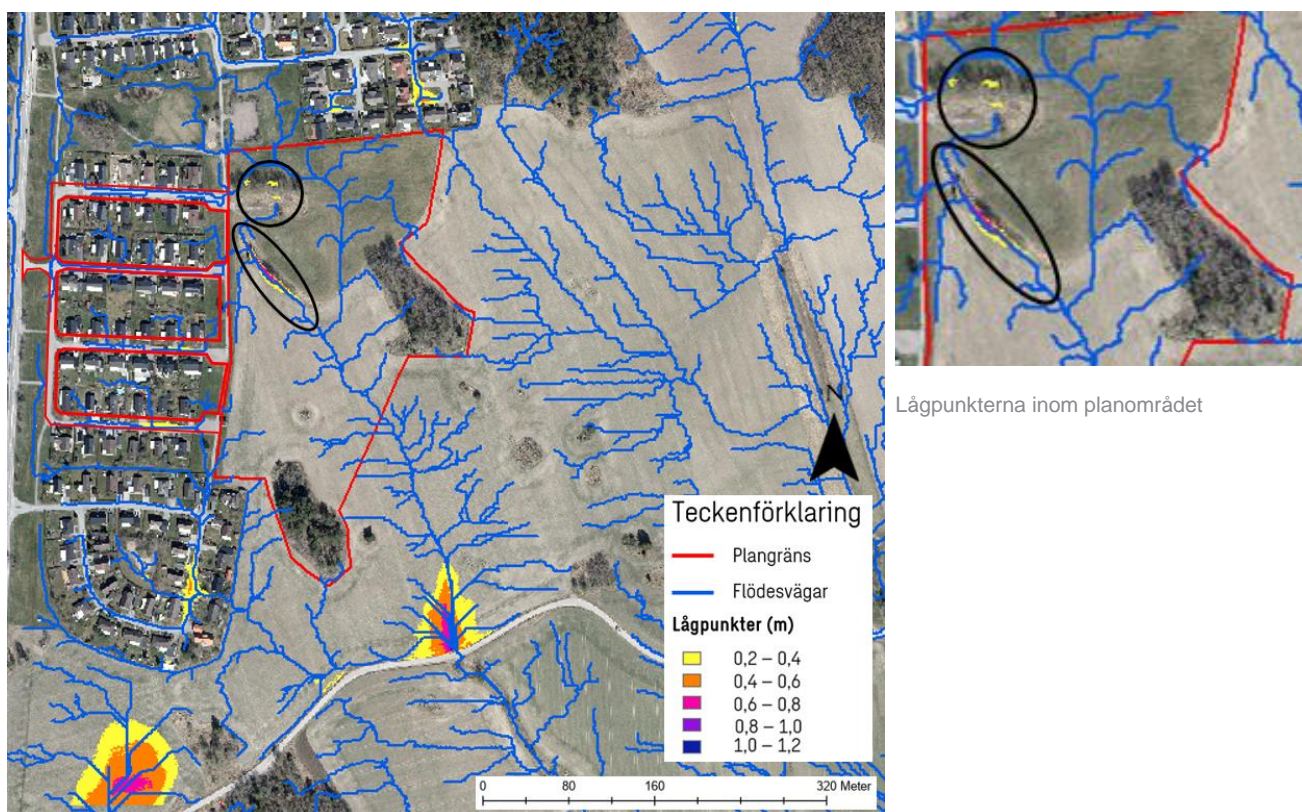 Lågpunkterna inom planområdet
N
Teckenförklaring
Plangräns
Flödesvägar
Lågpunkter (m)
0,2 – 0,4
0,4 – 0,6
0,6 – 0,8
0,8 – 1,0
1,0 – 1,2
0 80 160 320 Meter